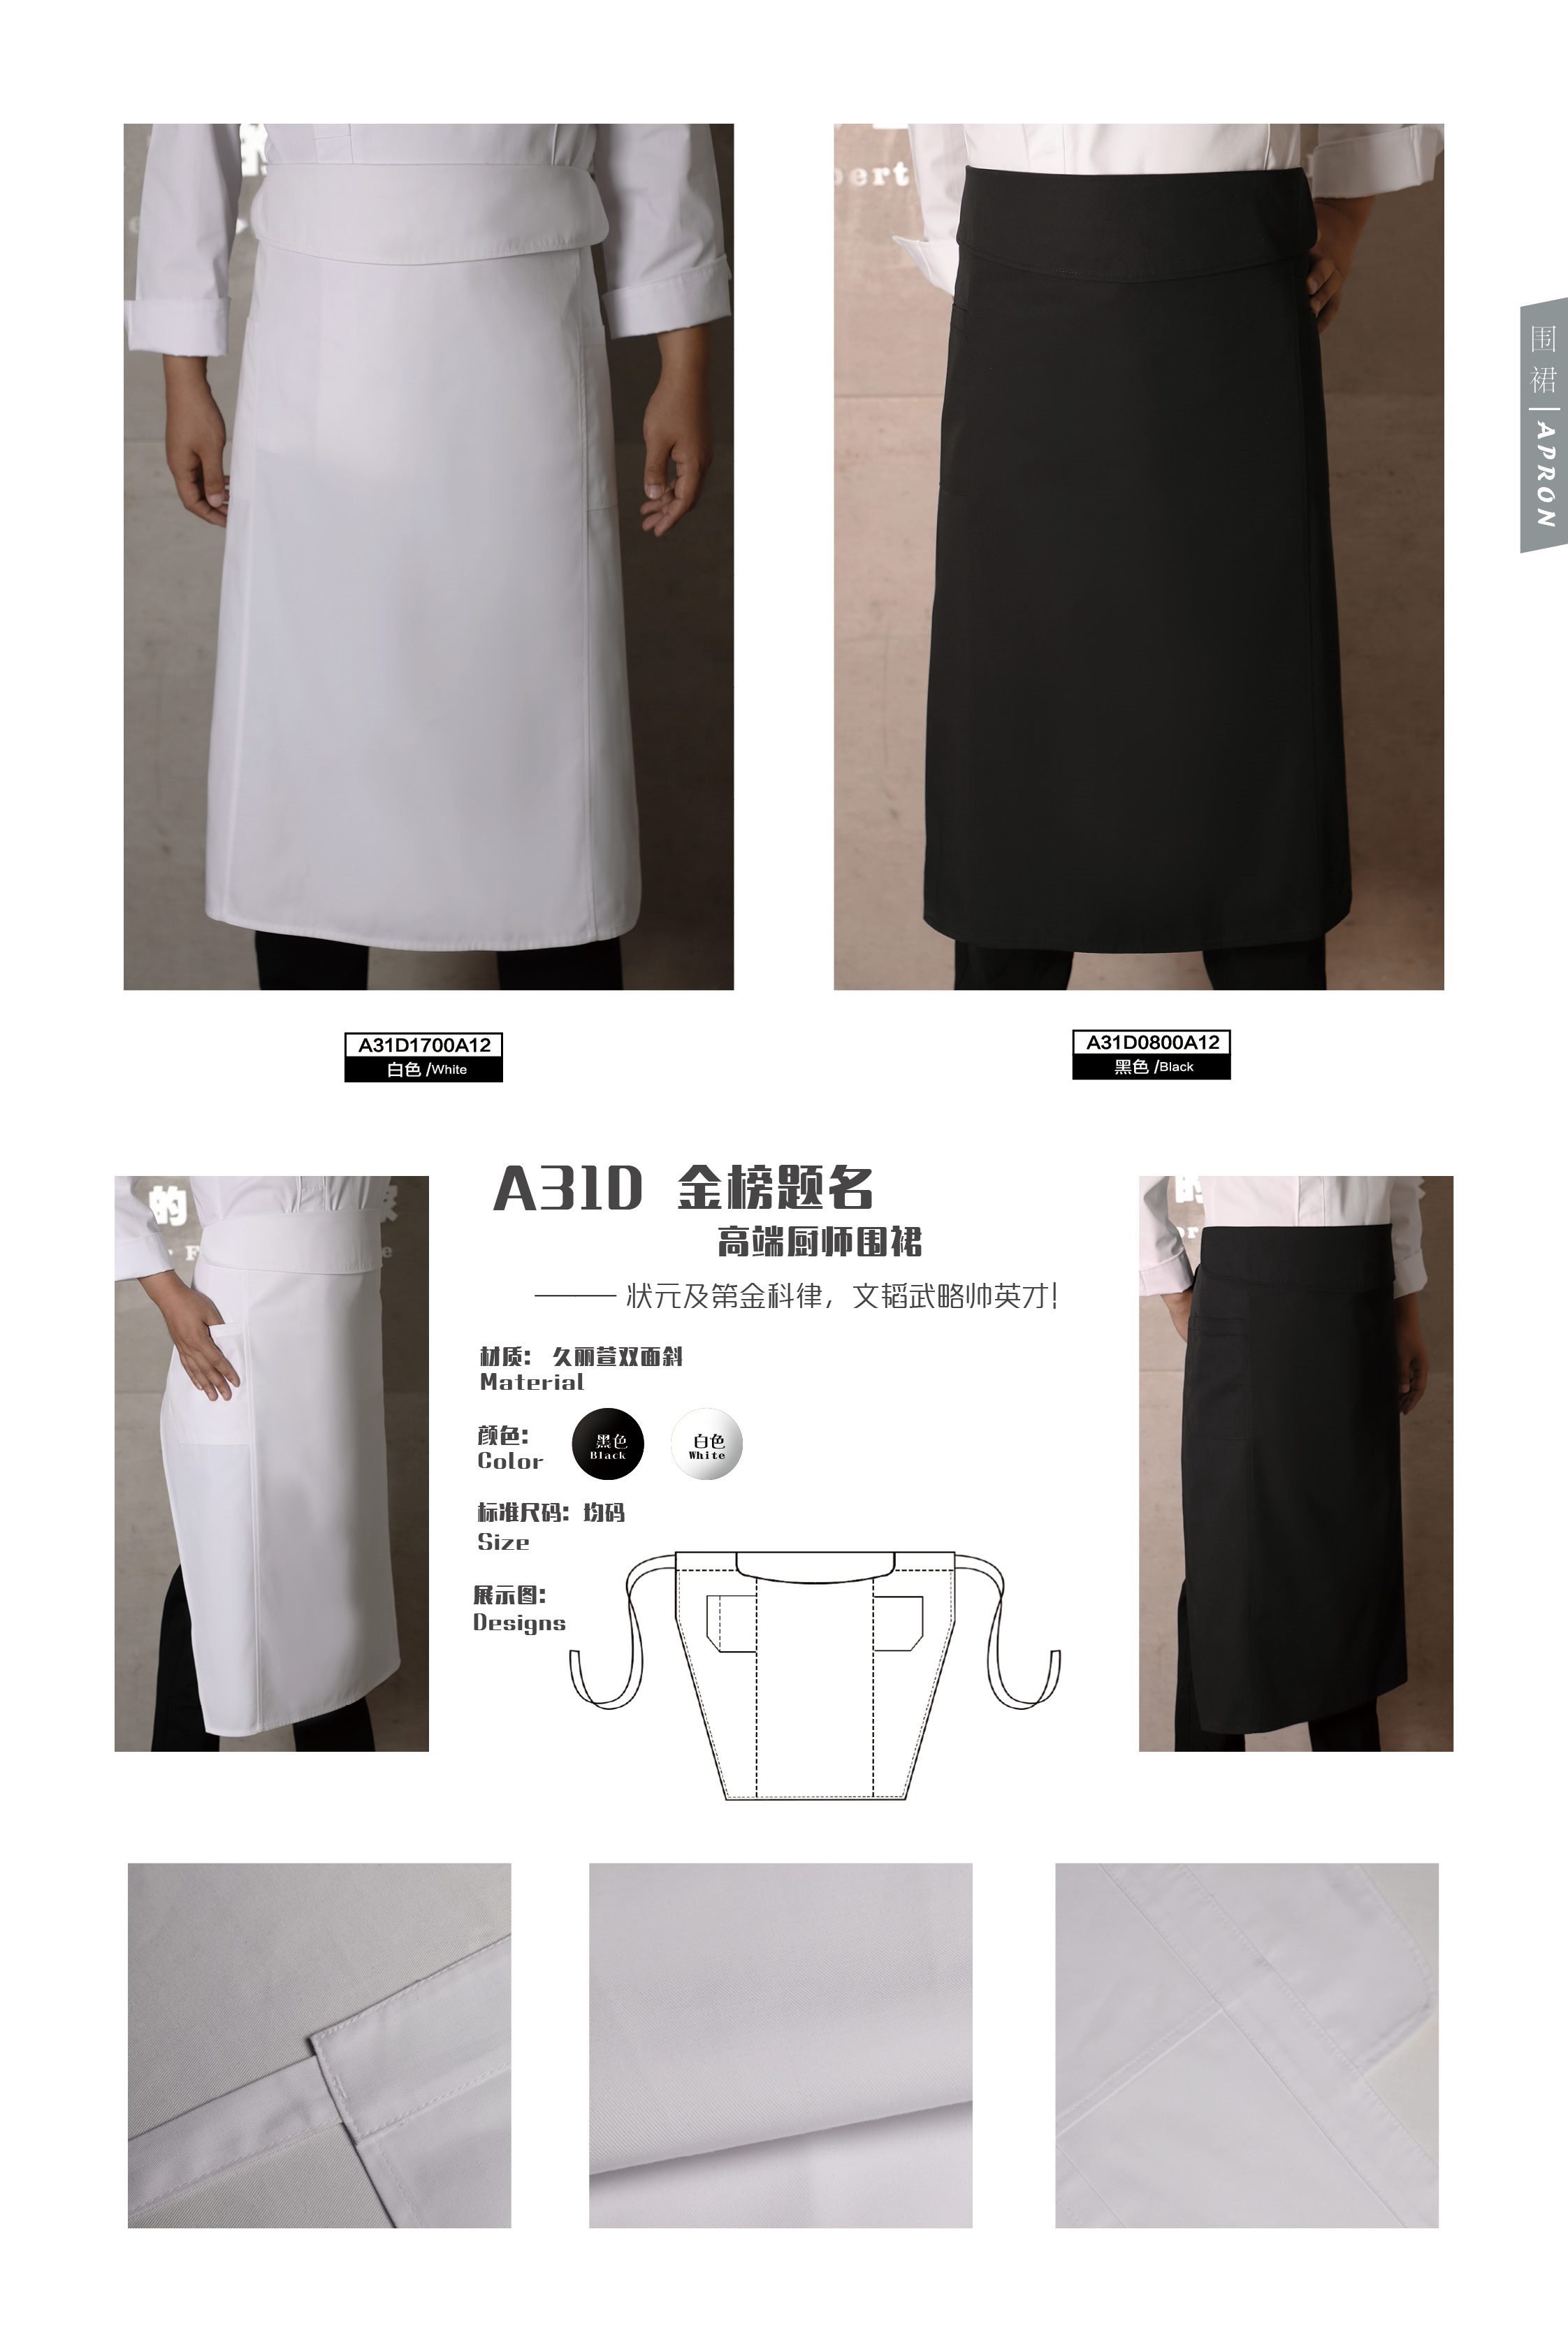 的
pert
围裙 | APRON
A31D1700A12
白色 /White
A31D0800A12
黑色 /Black
的
A31D 金榜题名
高端厨师围裙
——— 状元及第金科律，文韬武略帅英才！
材质： 久丽萱双面斜
Material
颜色：
Color
黑色
Black
白色
White
标准尺码：均码
Size
展示图：
Designs